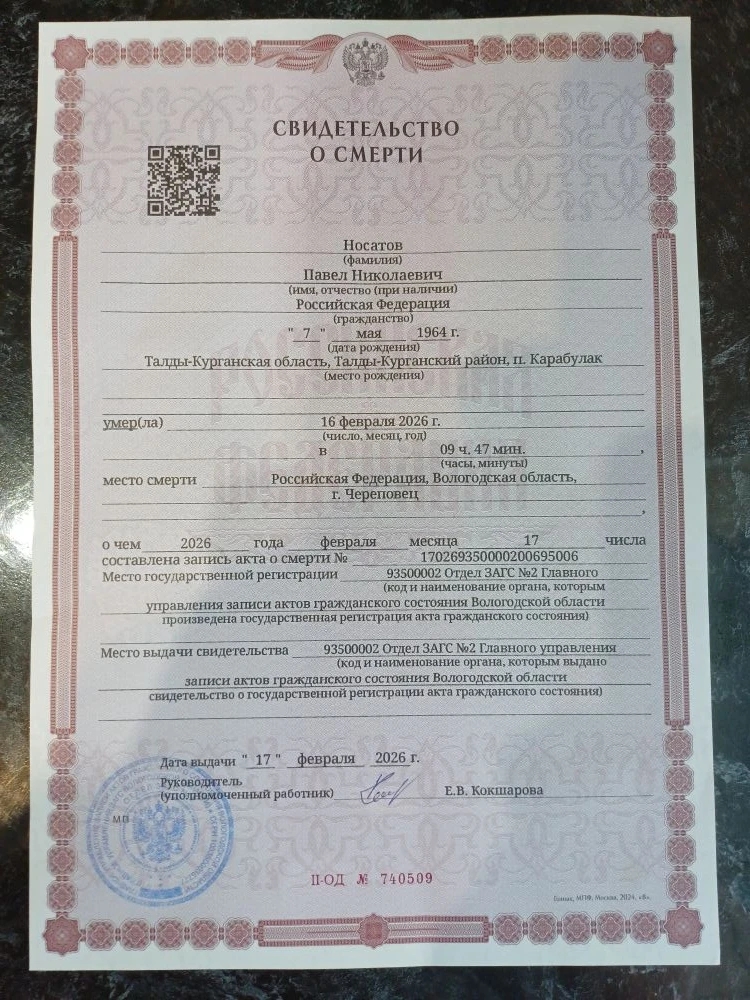 СВИДЕТЕЛЬСТВО
О СМЕРТИ
Носатов
(фамилия)
Павел Николаевич
(имя, отчество (при наличии)
Российская Федерация
(гражданство)
" 7 " мая 1964 г.
(дата рождения)
Талды-Курганская область, Талды-Курганский район, п. Карабулак
(место рождения)
умер(ла) 16 февраля 2026 г.
(число, месяц, год)
в 09 ч. 47 мин. ,
(часы, минуты)
место смерти Российская Федерация, Вологодская область,
г. Череповец
,
о чем 2026 года февраля месяца 17 числа
составлена запись акта о смерти № 170269350000200695006
Место государственной регистрации 93500002 Отдел ЗАГС №2 Главного
(код и наименование органа, которым
управления записи актов гражданского состояния Вологодской области
произведена государственная регистрация акта гражданского состояния)
Место выдачи свидетельства 93500002 Отдел ЗАГС №2 Главного управления
(код и наименование органа, которым выдано
записи актов гражданского состояния Вологодской области
свидетельство о государственной регистрации акта гражданского состояния)
Дата выдачи " 17 " февраля 2026 г.
Руководитель
(уполномоченный работник) Е.В. Кокшарова
МП
II-ОД № 740509
Гознак, МПФ, Москва, 2024, «В».